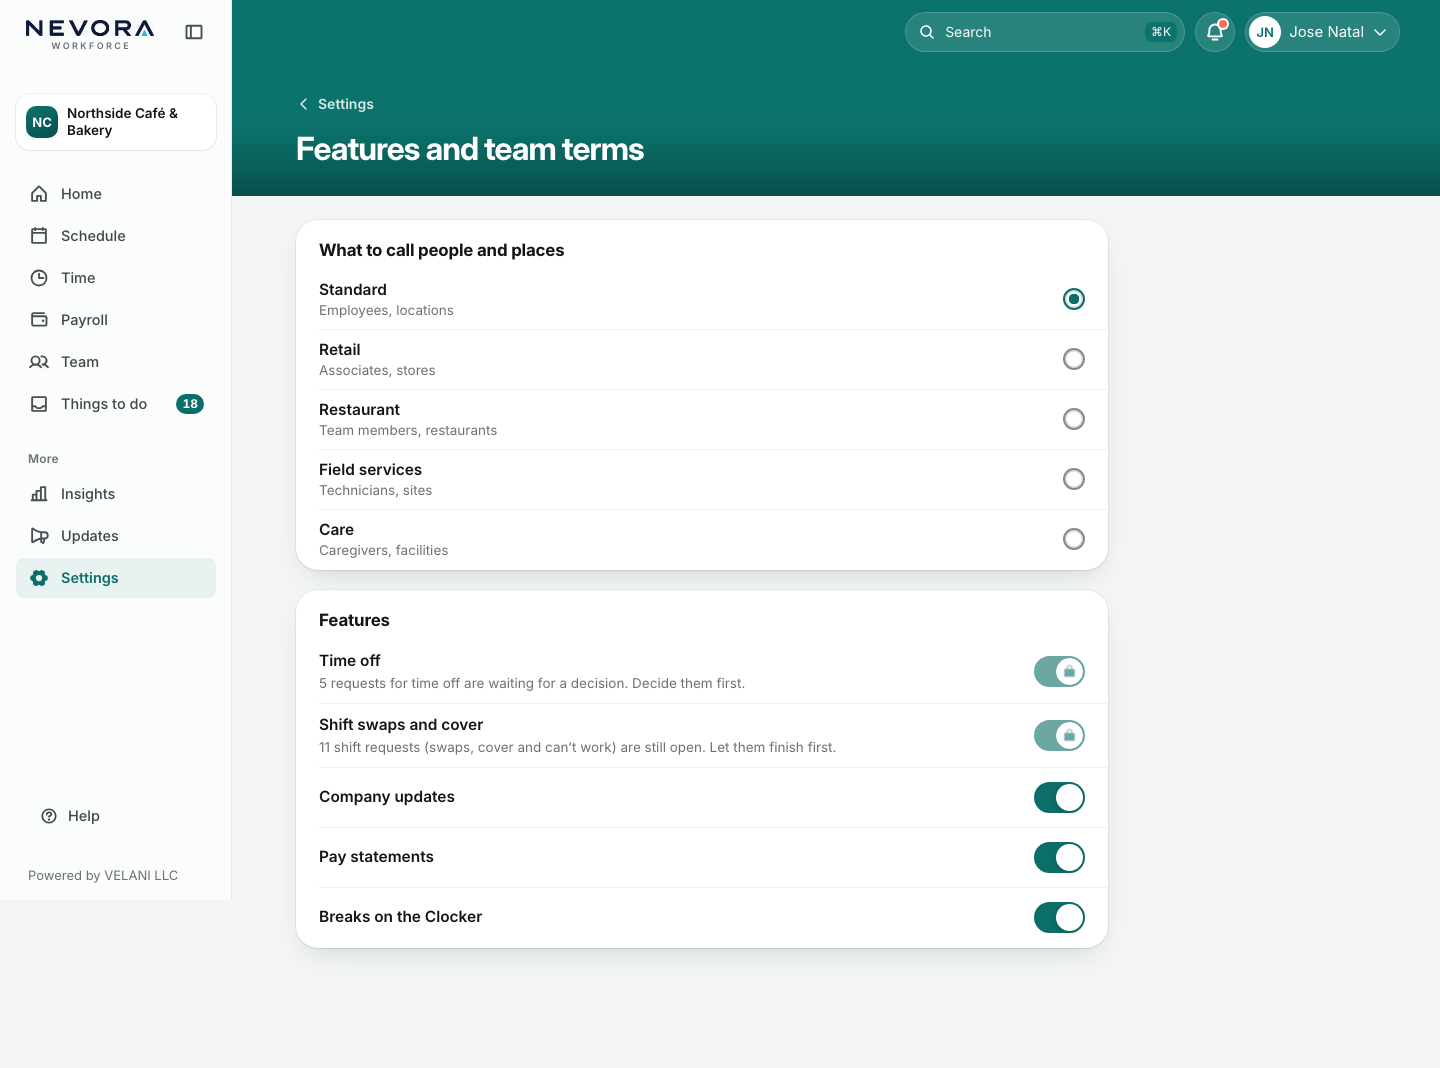 NEVORA
WORKFORCE
Search
⌘K
JN
Jose Natal
NC
Northside Café &
Bakery
Home
Schedule
Time
Payroll
Team
Things to do
18
More
Insights
Updates
Settings
Help
Powered by VELANI LLC
Settings
Features and team terms
What to call people and places
Standard
Employees, locations
Retail
Associates, stores
Restaurant
Team members, restaurants
Field services
Technicians, sites
Care
Caregivers, facilities
Features
Time off
5 requests for time off are waiting for a decision. Decide them first.
Shift swaps and cover
11 shift requests (swaps, cover and can’t work) are still open. Let them finish first.
Company updates
Pay statements
Breaks on the Clocker